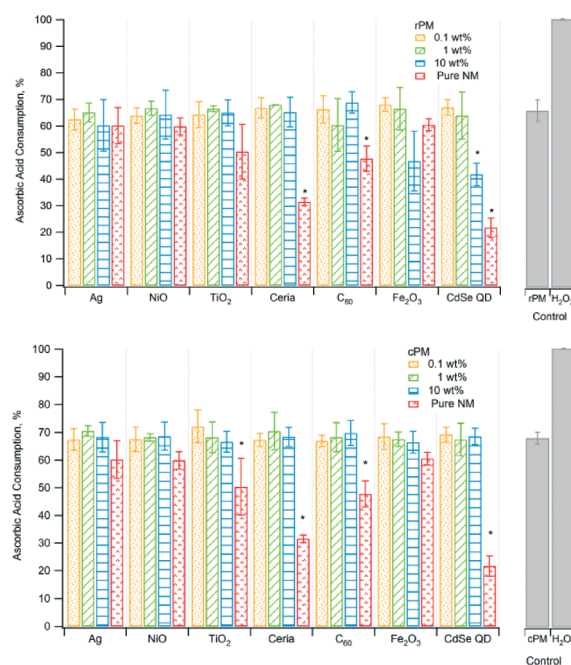 rPM
0.1 wt%
1 wt%
10 wt%
Pure NM
Ascorbic Acid Consumption, %
100
90
80
70
60
50
40
30
20
10
0
* * * *
Ag NiO TiO₂ Ceria C₆₀ Fe₂O₃ CdSe QD
rPM H₂O₂
Control
cPM
0.1 wt%
1 wt%
10 wt%
Pure NM
Ascorbic Acid Consumption, %
100
90
80
70
60
50
40
30
20
10
0
* * * *
Ag NiO TiO₂ Ceria C₆₀ Fe₂O₃ CdSe QD
cPM H₂O
Control